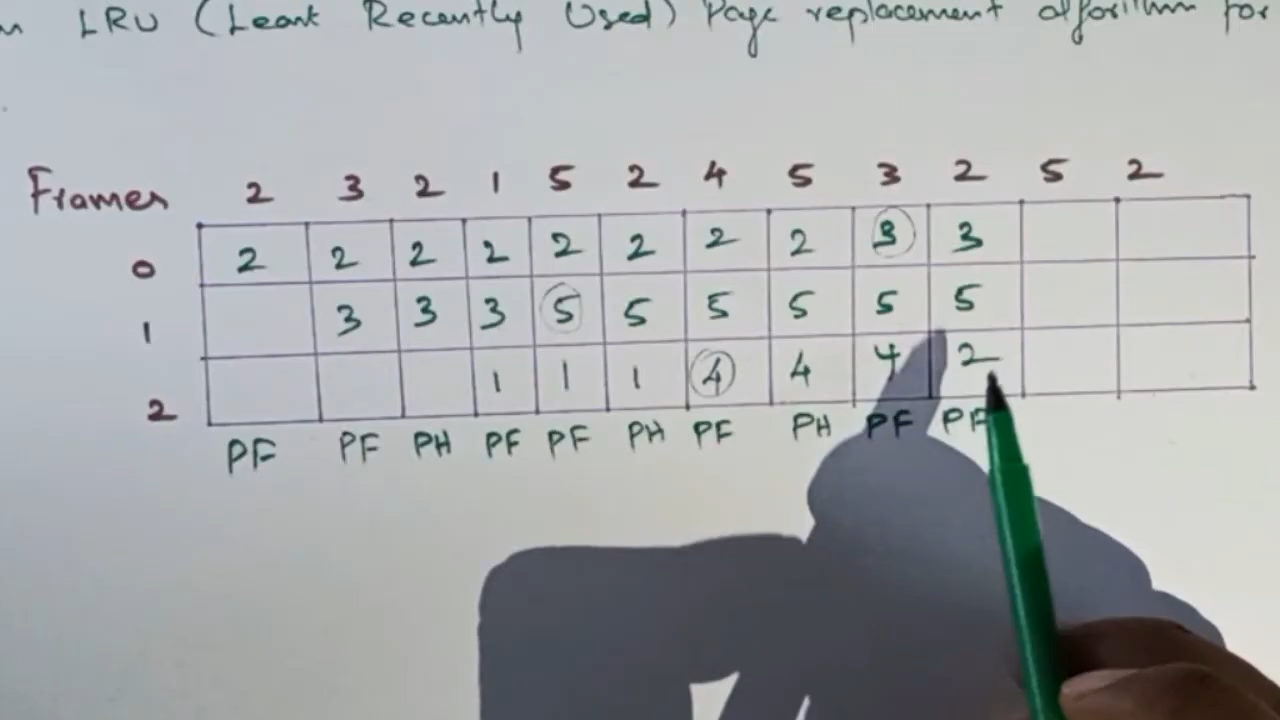 LRU (Least Recently Used) Page replacement algorithm for
Frames 2 3 2 1 5 2 4 5 3 2 5 2
0 2 2 2 2 2 2 2 2 3 3
1 3 3 3 5 5 5 5 5 5
2 1 1 1 4 4 4 2
PF PF PH PF PF PH PF PH PF PF